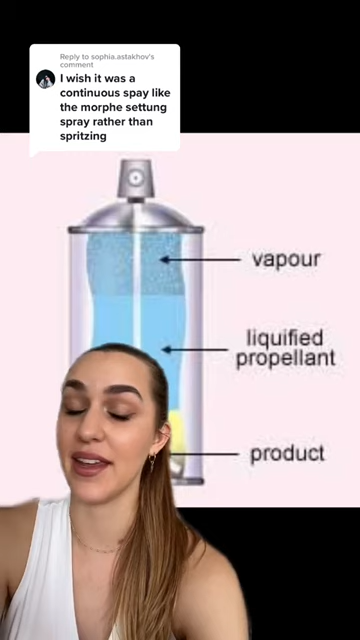 Reply to sophia.astakhov's
comment
I wish it was a
continuous spay like
the morphe settung
spray rather than
spritzing
vapour
liquified
propellant
product